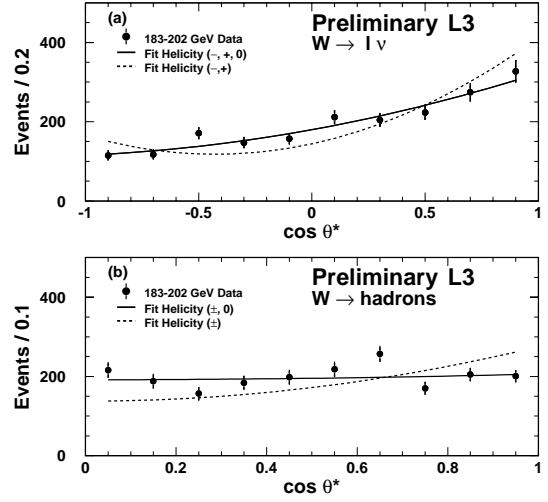 (a)
Preliminary L3
W → l ν
183-202 GeV Data
Fit Helicity (−, +, 0)
Fit Helicity (−,+)
Events / 0.2
400
200
0
-1 -0.5 0 0.5 1
cos θ*
(b)
Preliminary L3
W → hadrons
183-202 GeV Data
Fit Helicity (±, 0)
Fit Helicity (±)
Events / 0.1
400
200
0
0 0.2 0.4 0.6 0.8 1
cos θ*